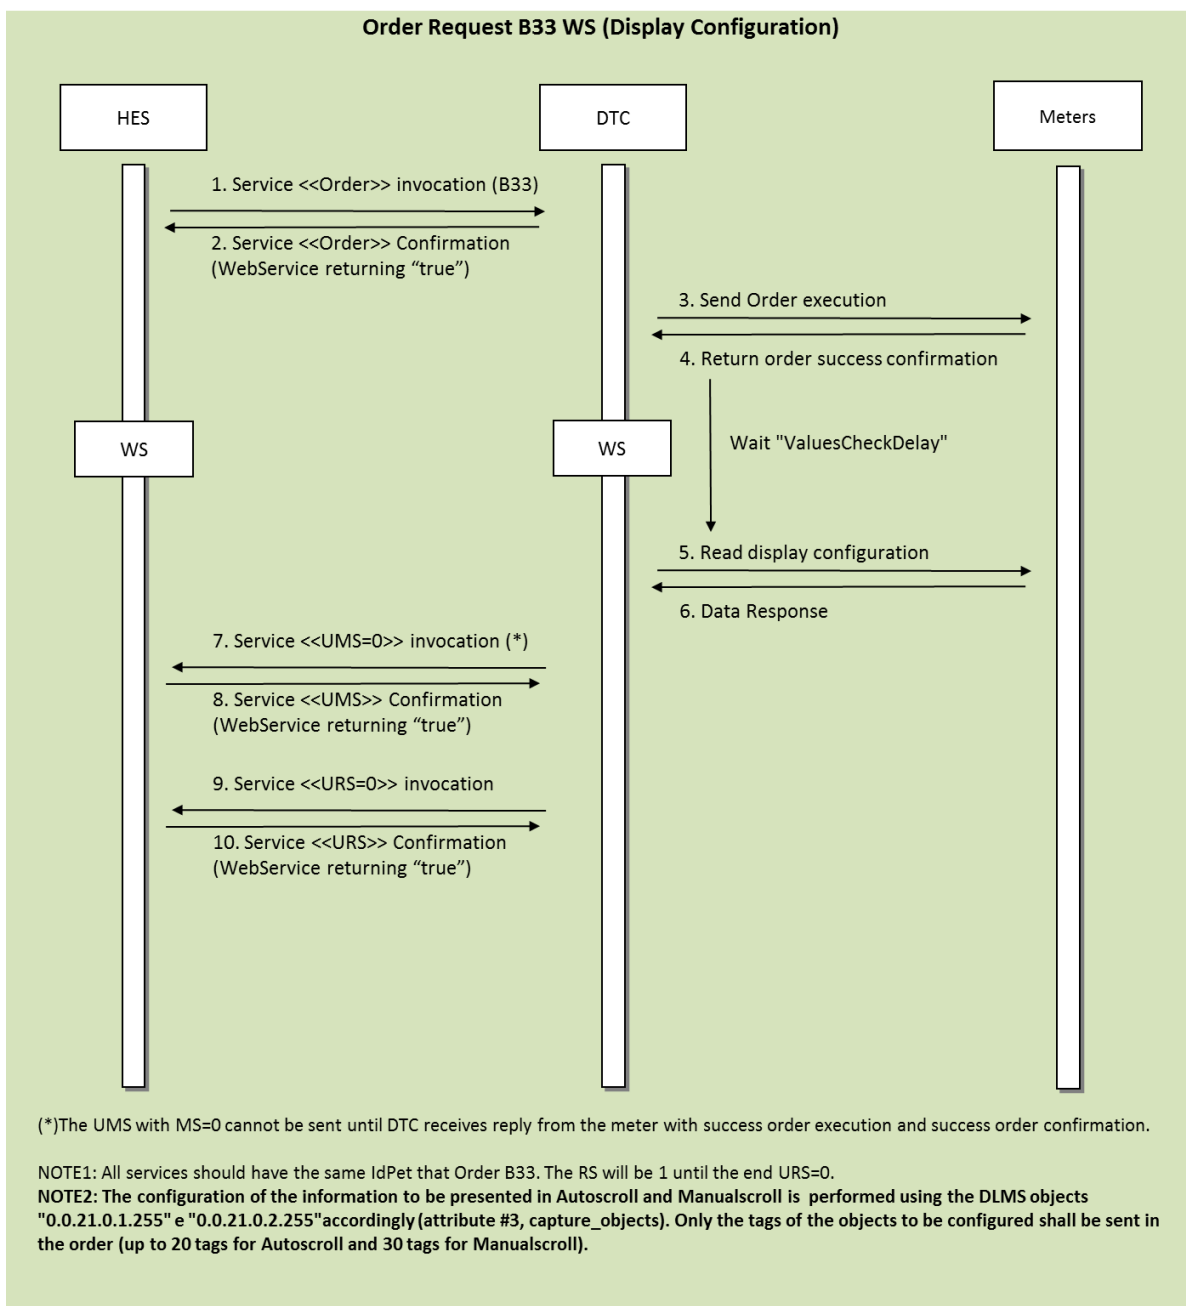 Order Request B33 WS (Display Configuration)
HES
DTC
Meters
1. Service <<Order>> invocation (B33)
2. Service <<Order>> Confirmation
(WebService returning “true”)
3. Send Order execution
4. Return order success confirmation
WS
WS
Wait "ValuesCheckDelay"
5. Read display configuration
6. Data Response
7. Service <<UMS=0>> invocation (*)
8. Service <<UMS>> Confirmation
(WebService returning “true”)
9. Service <<URS=0>> invocation
10. Service <<URS>> Confirmation
(WebService returning “true”)
(*)The UMS with MS=0 cannot be sent until DTC receives reply from the meter with success order execution and success order confirmation.
NOTE1: All services should have the same IdPet that Order B33. The RS will be 1 until the end URS=0.
NOTE2: The configuration of the information to be presented in Autoscroll and Manualscroll is performed using the DLMS objects
"0.0.21.0.1.255" e "0.0.21.0.2.255"accordingly (attribute #3, capture_objects). Only the tags of the objects to be configured shall be sent in
the order (up to 20 tags for Autoscroll and 30 tags for Manualscroll).